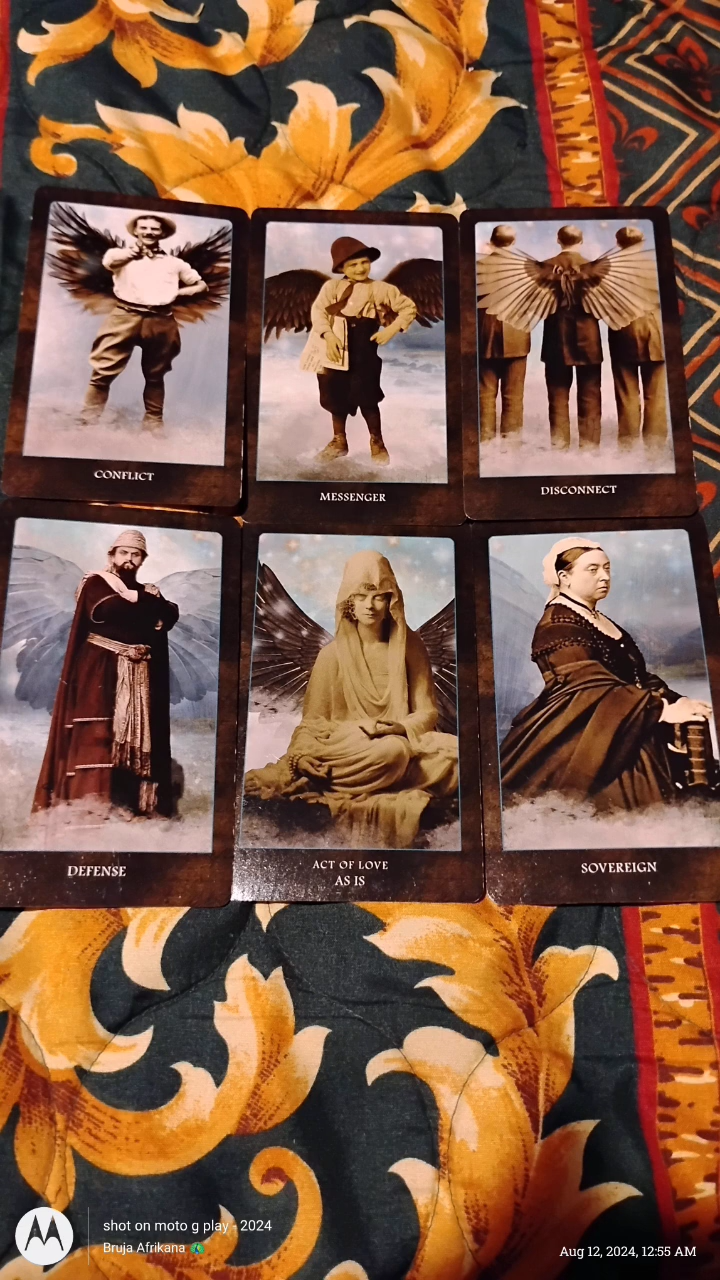 CONFLICT
MESSENGER
DISCONNECT
DEFENSE
ACT OF LOVE
AS IS
SOVEREIGN
shot on moto g play - 2024
Bruja Afrikana
Aug 12, 2024, 12:55 AM